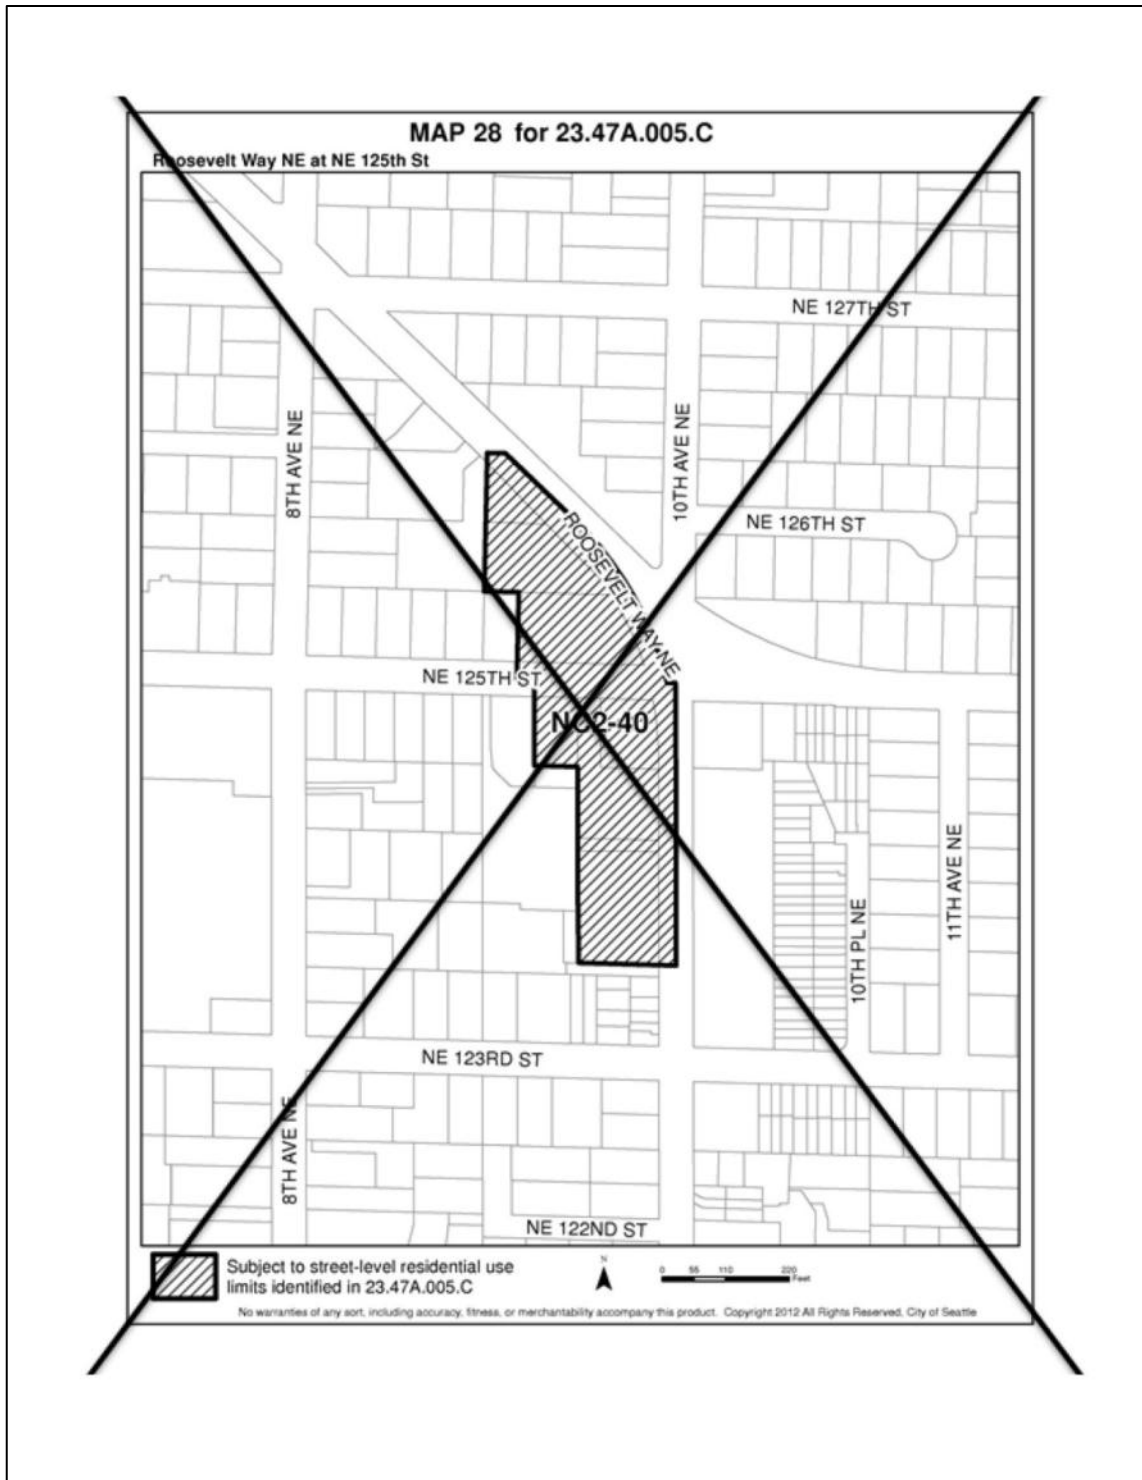 MAP 28 for 23.47A.005.C
Roosevelt Way NE at NE 125th St
NE 127TH ST
8TH AVE NE
10TH AVE NE
NE 126TH ST
ROOSEVELT WAY NE
NE 125TH ST
NC2-40
11TH AVE NE
10TH PL NE
NE 123RD ST
8TH AVE NE
NE 122ND ST
Subject to street-level residential use
limits identified in 23.47A.005.C
N
0 55 110 220
Feet
No warranties of any sort, including accuracy, fitness, or merchantability accompany this product. Copyright 2012 All Rights Reserved, City of Seattle